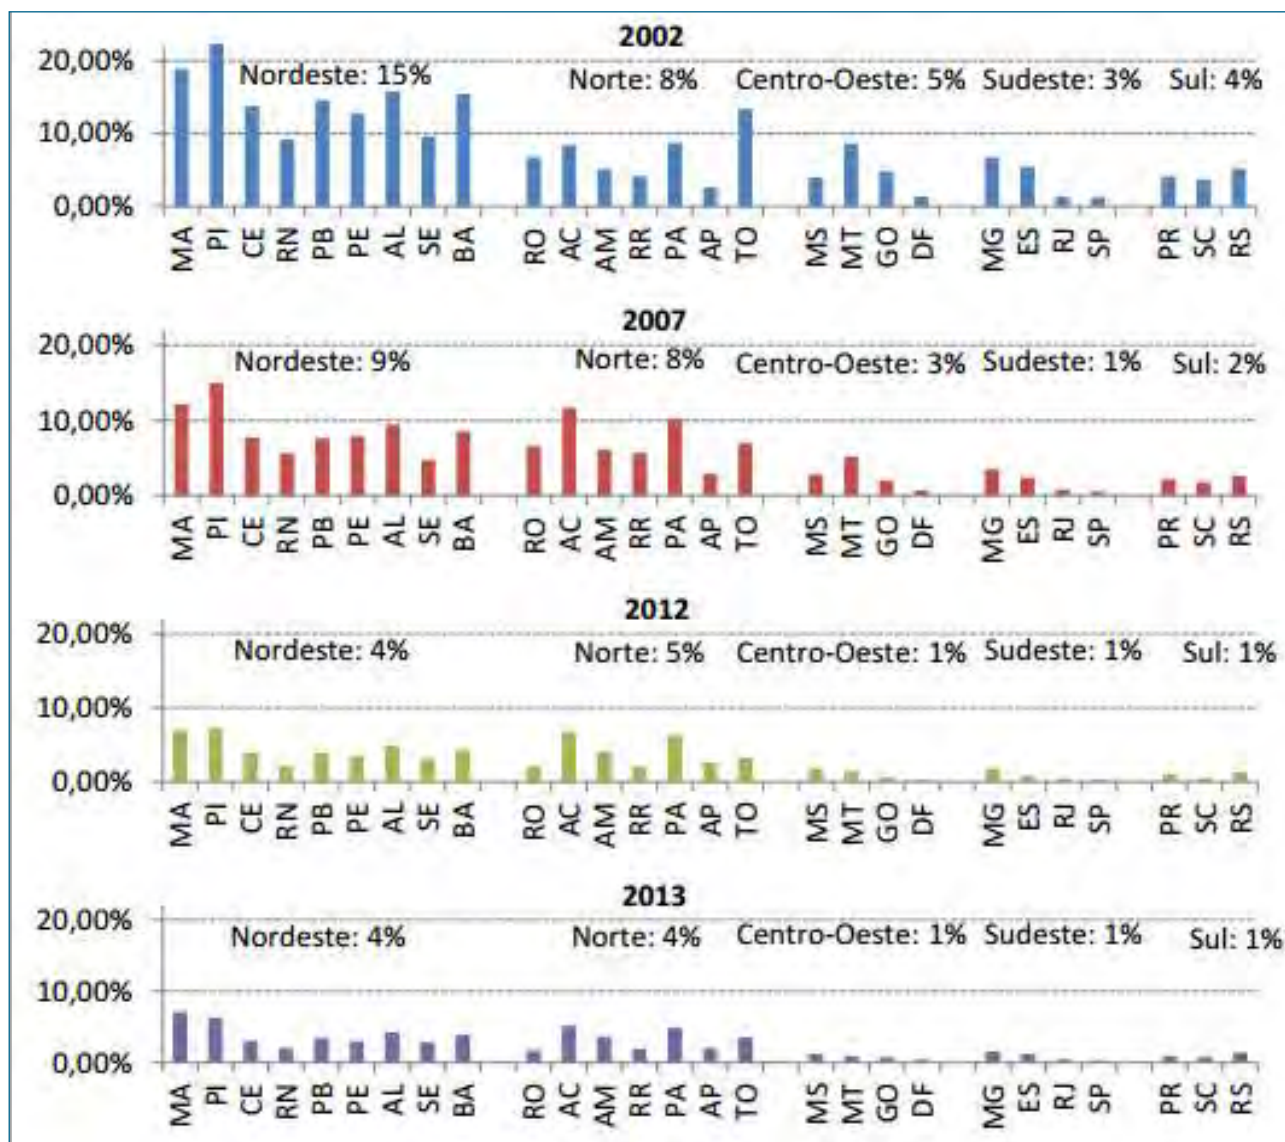 2002
20,00%
Nordeste: 15% Norte: 8% Centro-Oeste: 5% Sudeste: 3% Sul: 4%
10,00%
0,00%
MA PI CE RN PB PE AL SE BA RO AC AM RR PA AP TO MS MT GO DF MG ES RJ SP PR SC RS
2007
20,00%
Nordeste: 9% Norte: 8% Centro-Oeste: 3% Sudeste: 1% Sul: 2%
10,00%
0,00%
MA PI CE RN PB PE AL SE BA RO AC AM RR PA AP TO MS MT GO DF MG ES RJ SP PR SC RS
2012
20,00%
Nordeste: 4% Norte: 5% Centro-Oeste: 1% Sudeste: 1% Sul: 1%
10,00%
0,00%
MA PI CE RN PB PE AL SE BA RO AC AM RR PA AP TO MS MT GO DF MG ES RJ SP PR SC RS
2013
20,00%
Nordeste: 4% Norte: 4% Centro-Oeste: 1% Sudeste: 1% Sul: 1%
10,00%
0,00%
MA PI CE RN PB PE AL SE BA RO AC AM RR PA AP TO MS MT GO DF MG ES RJ SP PR SC RS